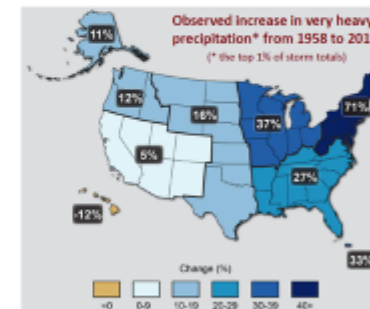 Observed increase in very heavy
precipitation* from 1958 to 201
(* the top 1% of storm totals)
11%
12%
16%
37%
71%
5%
27%
-12%
33%
Change (%)
<0 0-9 10-19 20-29 30-39 40+